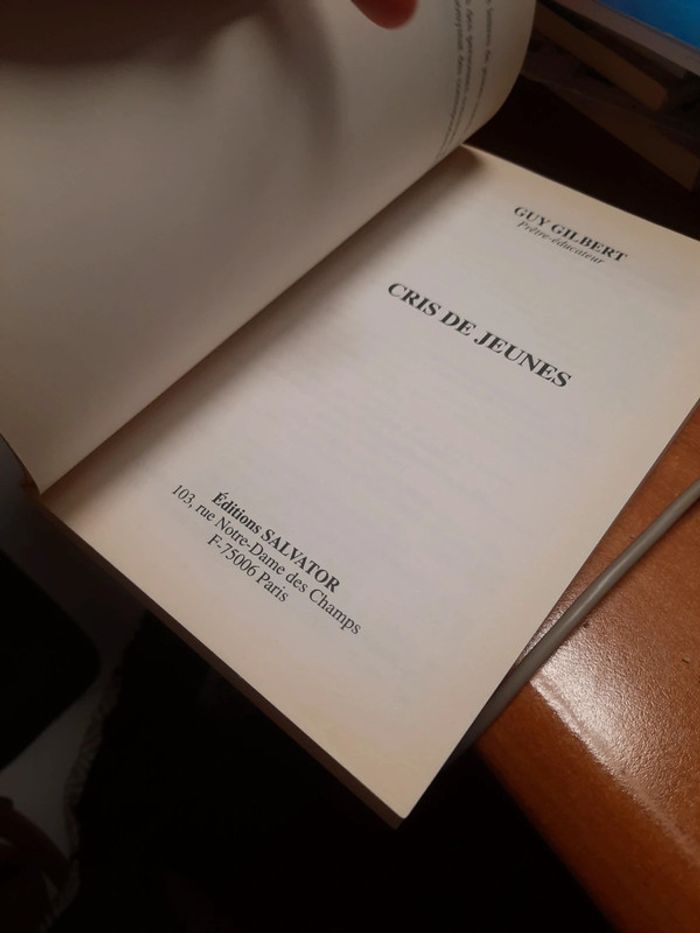 GUY GILBERT
Prêtre-éducateur
CRIS DE JEUNES
Éditions SALVATOR
103, rue Notre-Dame des Champs
F-75006 Paris